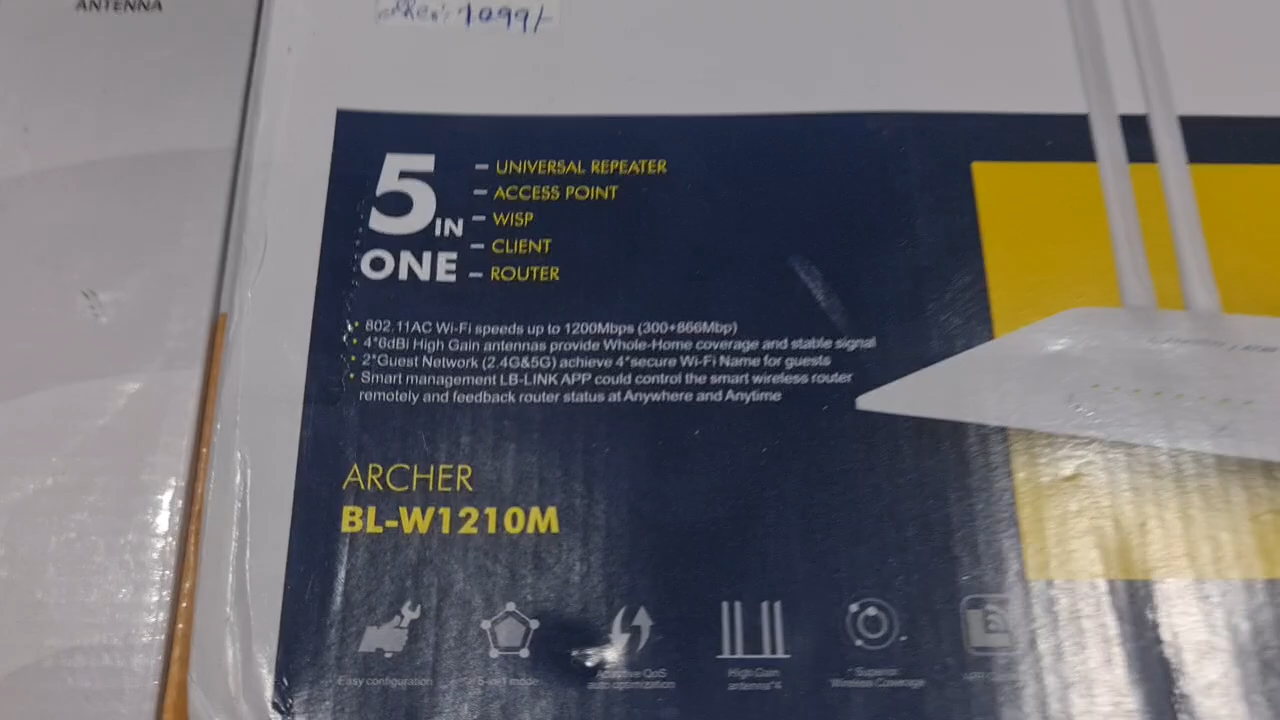 ANTENNA
1099/-
5 IN ONE
– UNIVERSAL REPEATER
– ACCESS POINT
– WISP
– CLIENT
– ROUTER
• 802.11AC Wi-Fi speeds up to 1200Mbps (300+866Mbp)
• 4*6dBi High Gain antennas provide Whole-Home coverage and stable signal
• 2*Guest Network (2.4G&5G) achieve 4*secure Wi-Fi Name for guests
• Smart management LB-LINK APP could control the smart wireless router
remotely and feedback router status at Anywhere and Anytime
ARCHER
BL-W1210M
Easy configuration
5-in-1 mode
Adaptive QoS
auto optimization
High Gain
antenna*4
Superior
Wireless Coverage